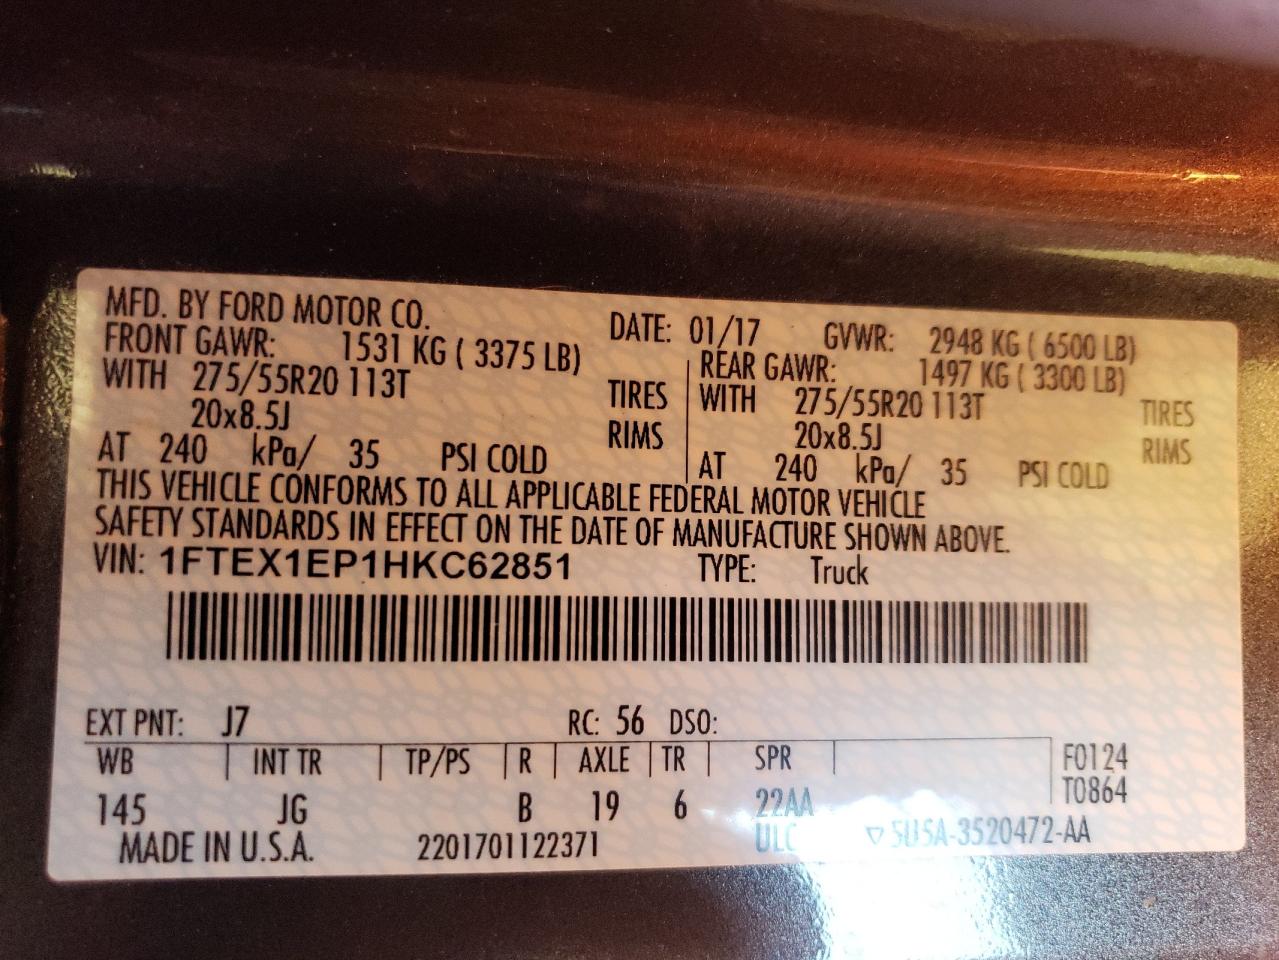 MFD. BY FORD MOTOR CO. DATE: 01/17 GVWR: 2948 KG ( 6500 LB)
FRONT GAWR: 1531 KG ( 3375 LB) REAR GAWR: 1497 KG ( 3300 LB)
WITH 275/55R20 113T TIRES WITH 275/55R20 113T TIRES
20x8.5J RIMS 20x8.5J RIMS
AT 240 kPa/ 35 PSI COLD AT 240 kPa/ 35 PSI COLD
THIS VEHICLE CONFORMS TO ALL APPLICABLE FEDERAL MOTOR VEHICLE
SAFETY STANDARDS IN EFFECT ON THE DATE OF MANUFACTURE SHOWN ABOVE.
VIN: 1FTEX1EP1HKC62851 TYPE: Truck
EXT PNT: J7 RC: 56 DSO:
WB INT TR TP/PS R AXLE TR SPR F0124
T0864
145 JG B 19 6 22AA
MADE IN U.S.A. 2201701122371 ULC ▽ 5U5A-3520472-AA